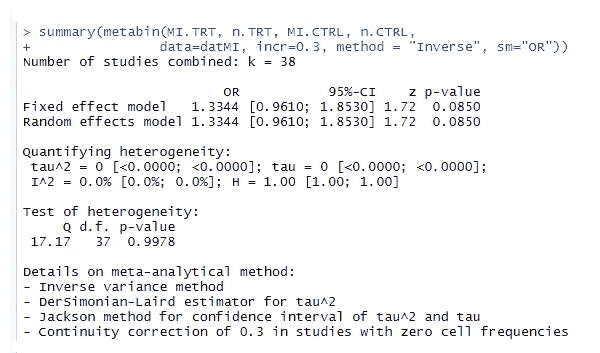 > summary(metabin(MI.TRT, n.TRT, MI.CTRL, n.CTRL,
+ data=datMI, incr=0.3, method = "Inverse", sm="OR"))
Number of studies combined: k = 38
OR 95%-CI z p-value
Fixed effect model 1.3344 [0.9610; 1.8530] 1.72 0.0850
Random effects model 1.3344 [0.9610; 1.8530] 1.72 0.0850
Quantifying heterogeneity:
tau^2 = 0 [<0.0000; <0.0000]; tau = 0 [<0.0000; <0.0000];
I^2 = 0.0% [0.0%; 0.0%]; H = 1.00 [1.00; 1.00]
Test of heterogeneity:
Q d.f. p-value
17.17 37 0.9978
Details on meta-analytical method:
- Inverse variance method
- DerSimonian-Laird estimator for tau^2
- Jackson method for confidence interval of tau^2 and tau
- Continuity correction of 0.3 in studies with zero cell frequencies